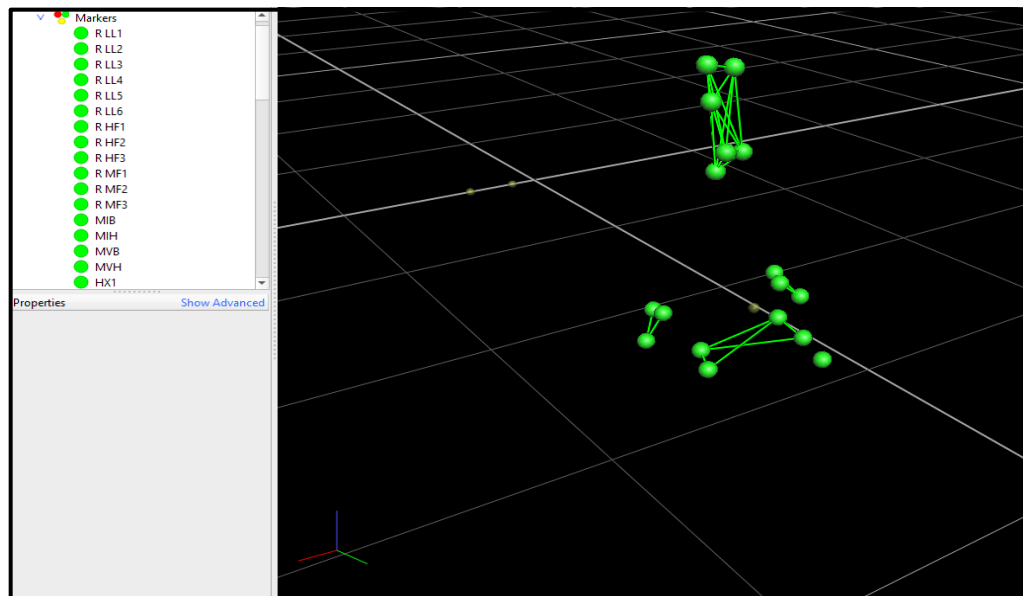 Markers
R LL1
R LL2
R LL3
R LL4
R LL5
R LL6
R HF1
R HF2
R HF3
R MF1
R MF2
R MF3
MIB
MIH
MVB
MVH
HX1
Properties Show Advanced